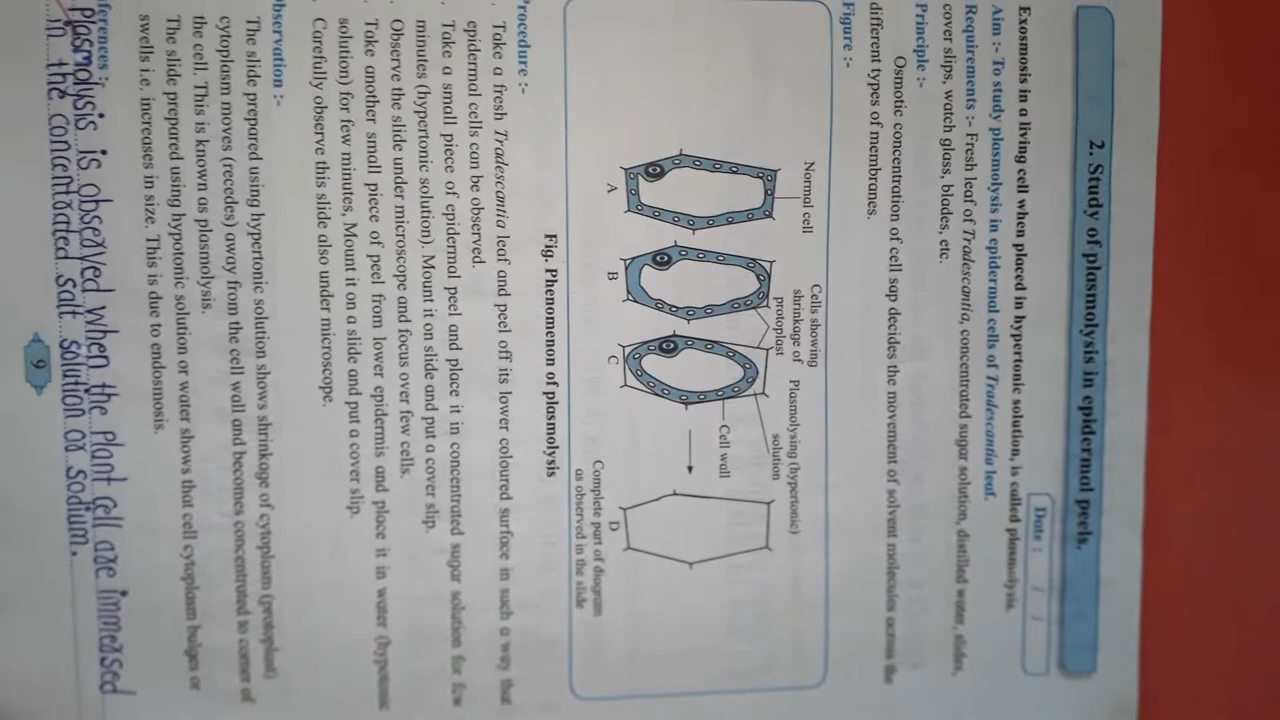 2. Study of plasmolysis in epidermal peels.
Date : / /
Exosmosis in a living cell when placed in hypertonic solution, is called plasmolysis.
Aim :- To study plasmolysis in epidermal cells of Tradescantia leaf.
Requirements :- Fresh leaf of Tradescantia, concentrated sugar solution, distilled water, slides,
cover slips, watch glass, blades, etc.
Principle :-
Osmotic concentration of cell sap decides the movement of solvent molecules across the
different types of membranes.
Figure :-
Normal cell
Cells showing
shrinkage of
protoplast
Plasmolysing (hypertonic)
solution
Cell wall
A
B
C
D
Complete part of diagram
as observed in the slide
Fig. Phenomenon of plasmolysis
Procedure :-
Take a fresh Tradescantia leaf and peel off its lower coloured surface in such a way that
epidermal cells can be observed.
Take a small piece of epidermal peel and place it in concentrated sugar solution for few
minutes (hypertonic solution). Mount it on slide and put a cover slip.
Observe the slide under microscope and focus over few cells.
Take another small piece of peel from lower epidermis and place it in water (hypotonic
solution) for few minutes, Mount it on a slide and put a cover slip.
Carefully observe this slide also under microscope.
bservation :-
The slide prepared using hypertonic solution shows shrinkage of cytoplasm (protoplast)
cytoplasm moves (recedes) away from the cell wall and becomes concentrated to corner of
the cell. This is known as plasmolysis.
The slide prepared using hypotonic solution or water shows that cell cytoplasm bulges or
swells i.e. increases in size. This is due to endosmosis.
ferences :-
Plasmolysis is observed when the plant cell are immersed
in the concentrated salt solution or sodium.
9